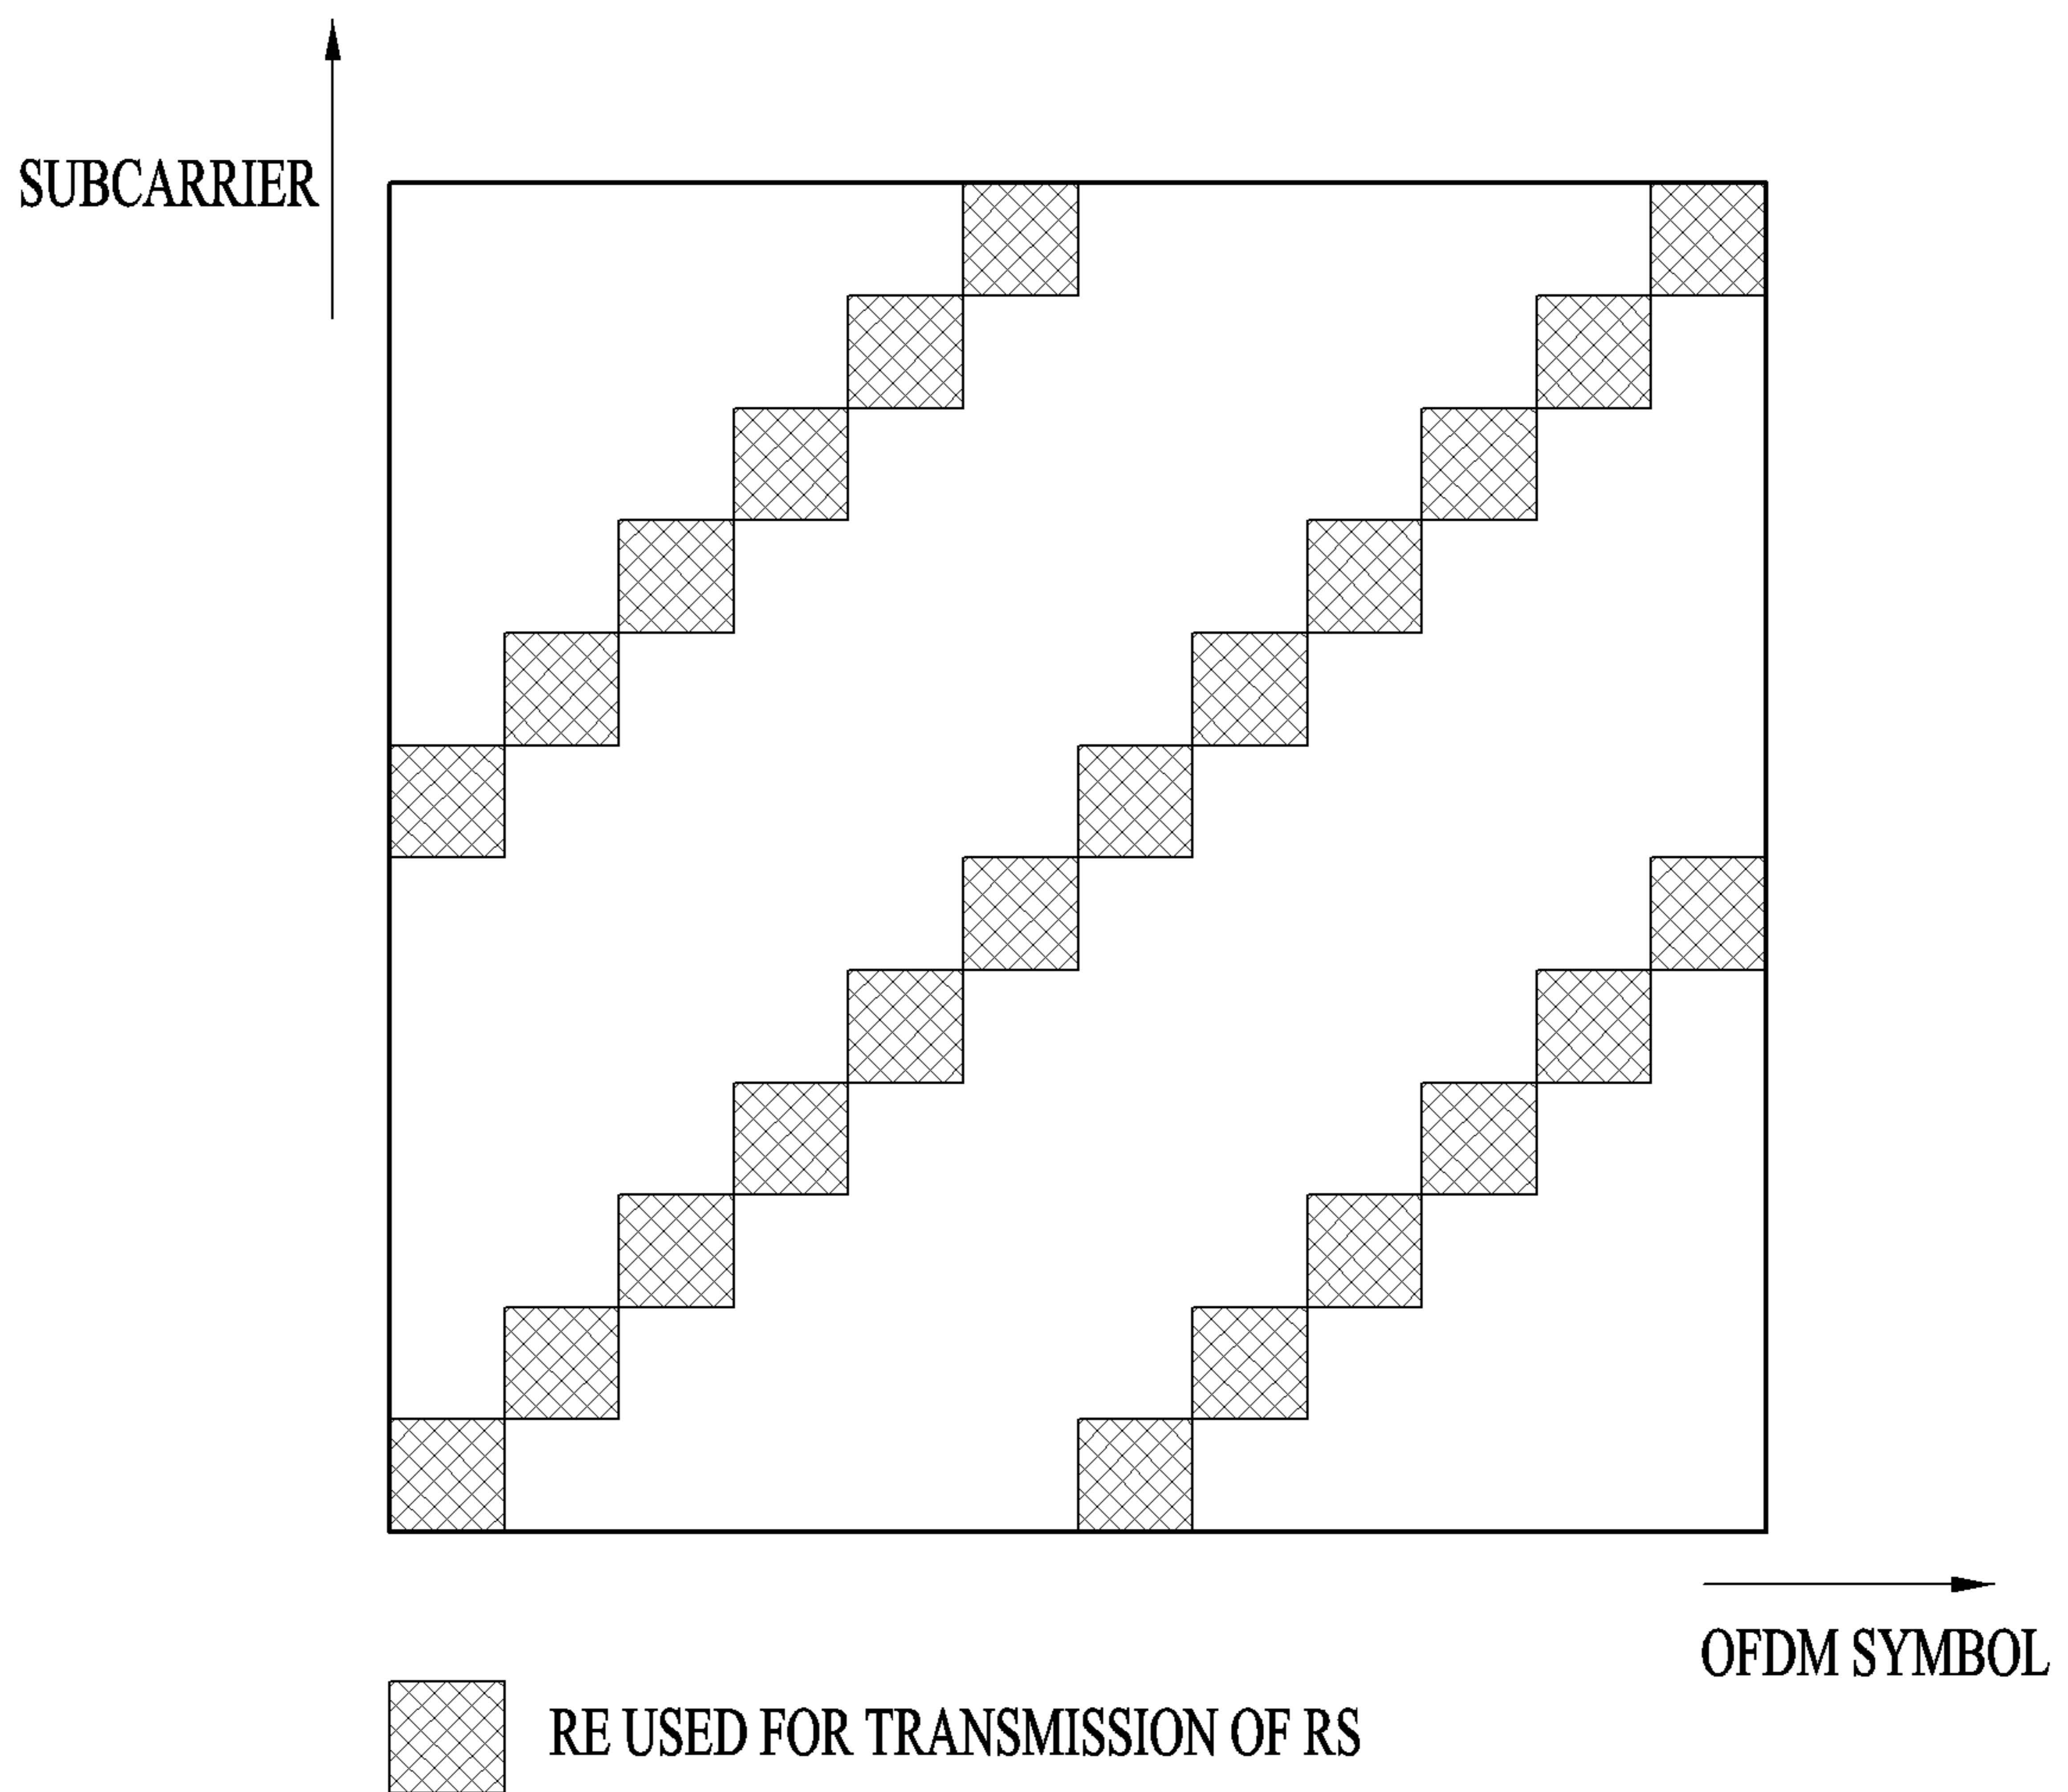 SUBCARRIER
OFDM SYMBOL
RE USED FOR TRANSMISSION OF RS